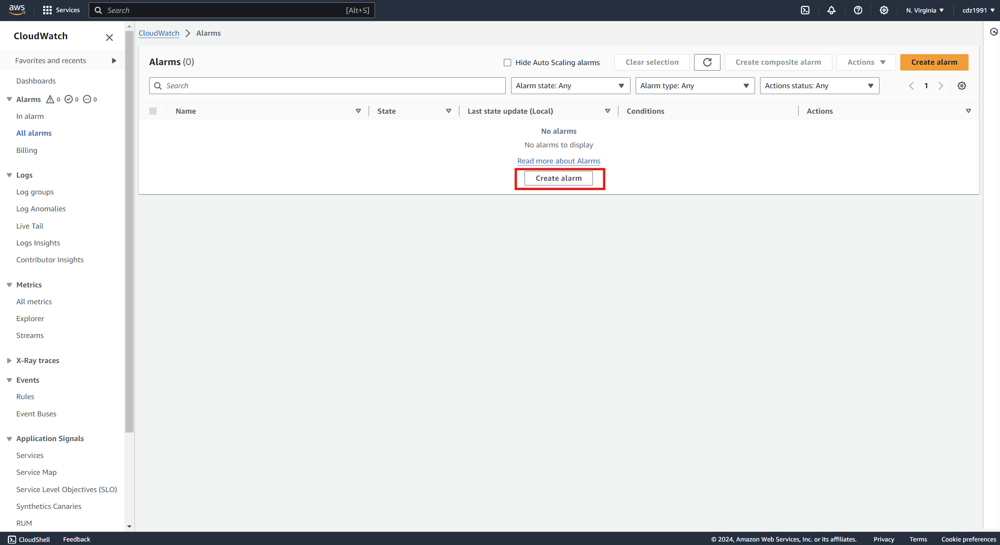 aws
Services
Search
[Alt+S]
N. Virginia
cdz1991
CloudWatch
Favorites and recents
Dashboards
Alarms 0 0 0
In alarm
All alarms
Billing
Logs
Log groups
Log Anomalies
Live Tail
Logs Insights
Contributor Insights
Metrics
All metrics
Explorer
Streams
X-Ray traces
Events
Rules
Event Buses
Application Signals
Services
Service Map
Service Level Objectives (SLO)
Synthetics Canaries
RUM
CloudWatch > Alarms
Alarms (0)
Hide Auto Scaling alarms
Clear selection
Create composite alarm
Actions
Create alarm
Search
Alarm state: Any
Alarm type: Any
Actions status: Any
1
Name
State
Last state update (Local)
Conditions
Actions
No alarms
No alarms to display
Read more about Alarms
Create alarm
CloudShell
Feedback
© 2024, Amazon Web Services, Inc. or its affiliates.
Privacy
Terms
Cookie preferences